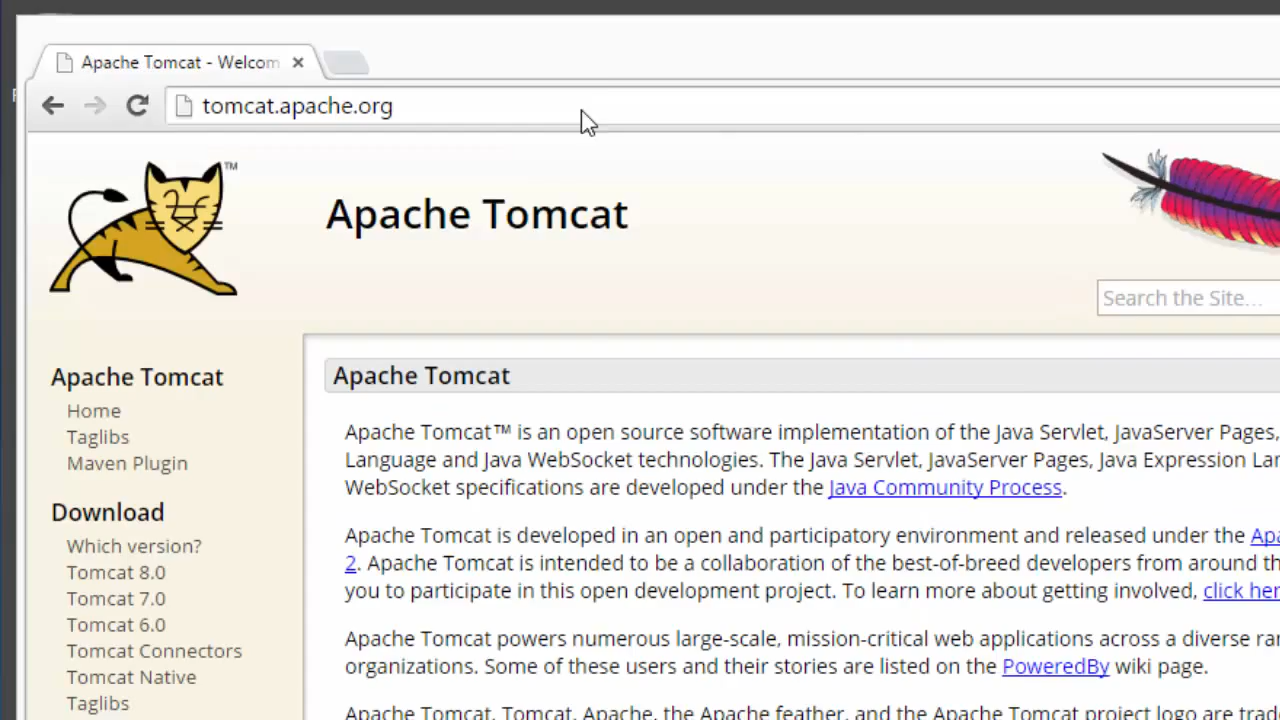 Apache Tomcat - Welcom
tomcat.apache.org
TM
Apache Tomcat
Search the Site...
Apache Tomcat
Home
Taglibs
Maven Plugin
Download
Which version?
Tomcat 8.0
Tomcat 7.0
Tomcat 6.0
Tomcat Connectors
Tomcat Native
Taglibs
Apache Tomcat
Apache Tomcat™ is an open source software implementation of the Java Servlet, JavaServer Pages,
Language and Java WebSocket technologies. The Java Servlet, JavaServer Pages, Java Expression Lan
WebSocket specifications are developed under the Java Community Process.
Apache Tomcat is developed in an open and participatory environment and released under the Apa
2. Apache Tomcat is intended to be a collaboration of the best-of-breed developers from around th
you to participate in this open development project. To learn more about getting involved, click her
Apache Tomcat powers numerous large-scale, mission-critical web applications across a diverse ran
organizations. Some of these users and their stories are listed on the PoweredBy wiki page.
Apache Tomcat, Tomcat, Apache, the Apache feather, and the Apache Tomcat project logo are trad